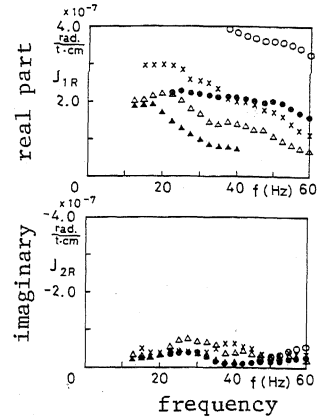 ×10⁻⁷
4.0
rad.
t·cm
J1R
2.0
0
20
40
f (Hz)
60
real part
×10⁻⁷
-4.0
rad.
t·cm
J2R
-2.0
0
20
40
f (Hz)
60
imaginary
frequency